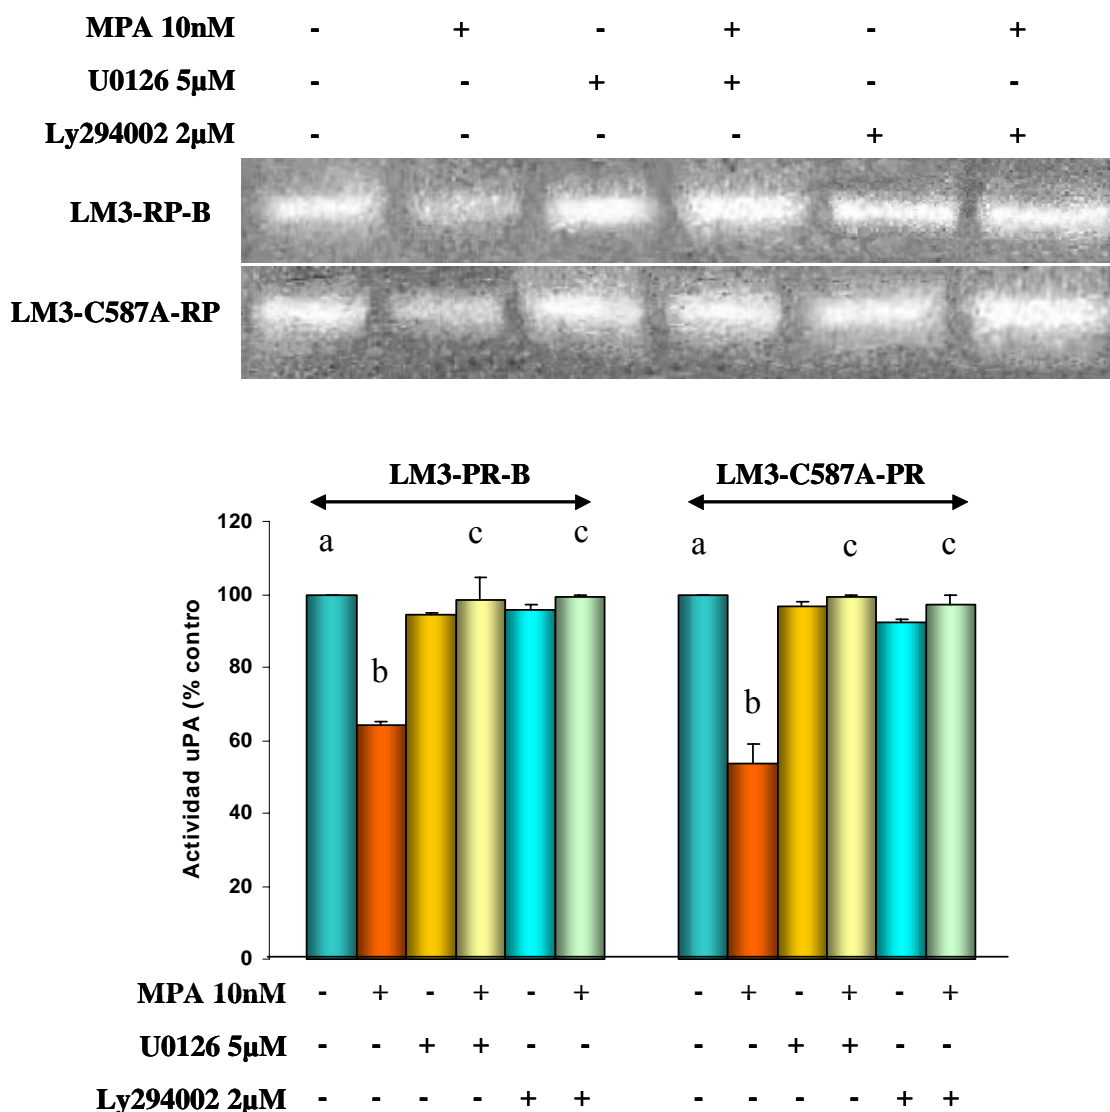 MPA 10nM - + - + - +
U0126 5µM - - + + - -
Ly294002 2µM - - - - + +
LM3-RP-B
LM3-C587A-RP
LM3-PR-B LM3-C587A-PR
120
a c c a c c
100
80
b b
60
40
20
0
Actividad uPA (% contro
MPA 10nM - + - + - + - + - + - +
U0126 5µM - - + + - - - - + + - -
Ly294002 2µM - - - - + + - - - - + +